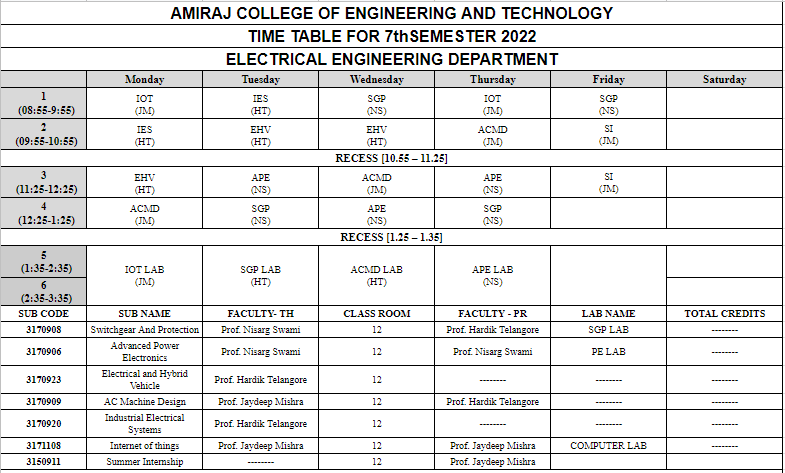 AMIRAJ COLLEGE OF ENGINEERING AND TECHNOLOGY
TIME TABLE FOR 7thSEMESTER 2022
ELECTRICAL ENGINEERING DEPARTMENT
Monday Tuesday Wednesday Thursday Friday Saturday
1 IOT IES SGP IOT SGP
(08:55-9:55) (JM) (HT) (NS) (JM) (NS)
2 IES EHV EHV ACMD SI
(09:55-10:55) (HT) (HT) (HT) (JM) (JM)
RECESS [10.55 – 11.25]
3 EHV APE ACMD APE SI
(11:25-12:25) (HT) (NS) (JM) (NS) (JM)
4 ACMD SGP APE SGP
(12:25-1:25) (JM) (NS) (NS) (NS)
RECESS [1.25 – 1.35]
5
(1:35-2:35) IOT LAB SGP LAB ACMD LAB APE LAB
6 (JM) (HT) (HT) (NS)
(2:35-3:35)
SUB CODE SUB NAME FACULTY- TH CLASS ROOM FACULTY - PR LAB NAME TOTAL CREDITS
3170908 Switchgear And Protection Prof. Nisarg Swami 12 Prof. Hardik Telangore SGP LAB --------
3170906 Advanced Power Prof. Nisarg Swami 12 Prof. Nisarg Swami PE LAB --------
Electronics
3170923 Electrical and Hybrid Prof. Hardik Telangore 12 -------- -------- --------
Vehicle
3170909 AC Machine Design Prof. Jaydeep Mishra 12 Prof. Hardik Telangore -------- --------
3170920 Industrial Electrical Prof. Hardik Telangore 12 -------- -------- --------
Systems
3171108 Internet of things Prof. Jaydeep Mishra 12 Prof. Jaydeep Mishra COMPUTER LAB --------
3150911 Summer Internship -------- 12 Prof. Jaydeep Mishra